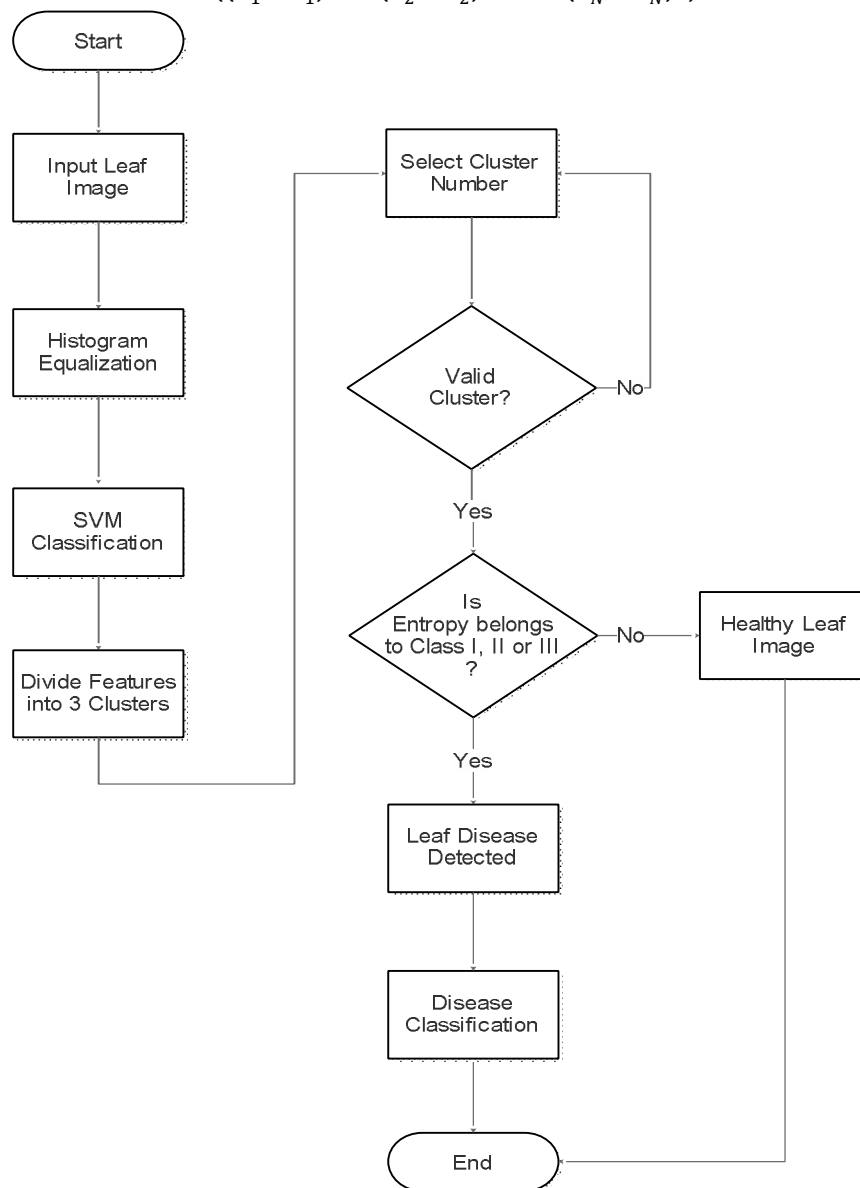 Start
Input Leaf
Image
Histogram
Equalization
SVM
Classification
Divide Features
into 3 Clusters
Select Cluster
Number
Valid
Cluster?
No
Yes
Is
Entropy belongs
to Class I, II or III
?
No
Healthy Leaf
Image
Yes
Leaf Disease
Detected
Disease
Classification
End